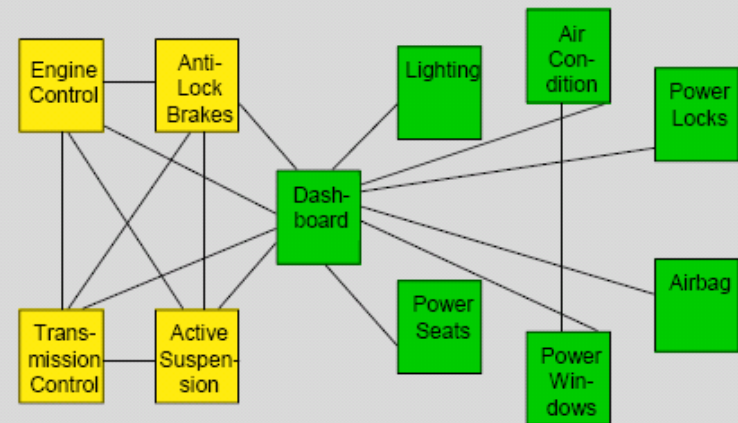 Engine
Control
Anti-
Lock
Brakes
Lighting
Air
Con-
dition
Power
Locks
Dash-
board
Trans-
mission
Control
Active
Suspen-
sion
Power
Seats
Airbag
Power
Win-
dows